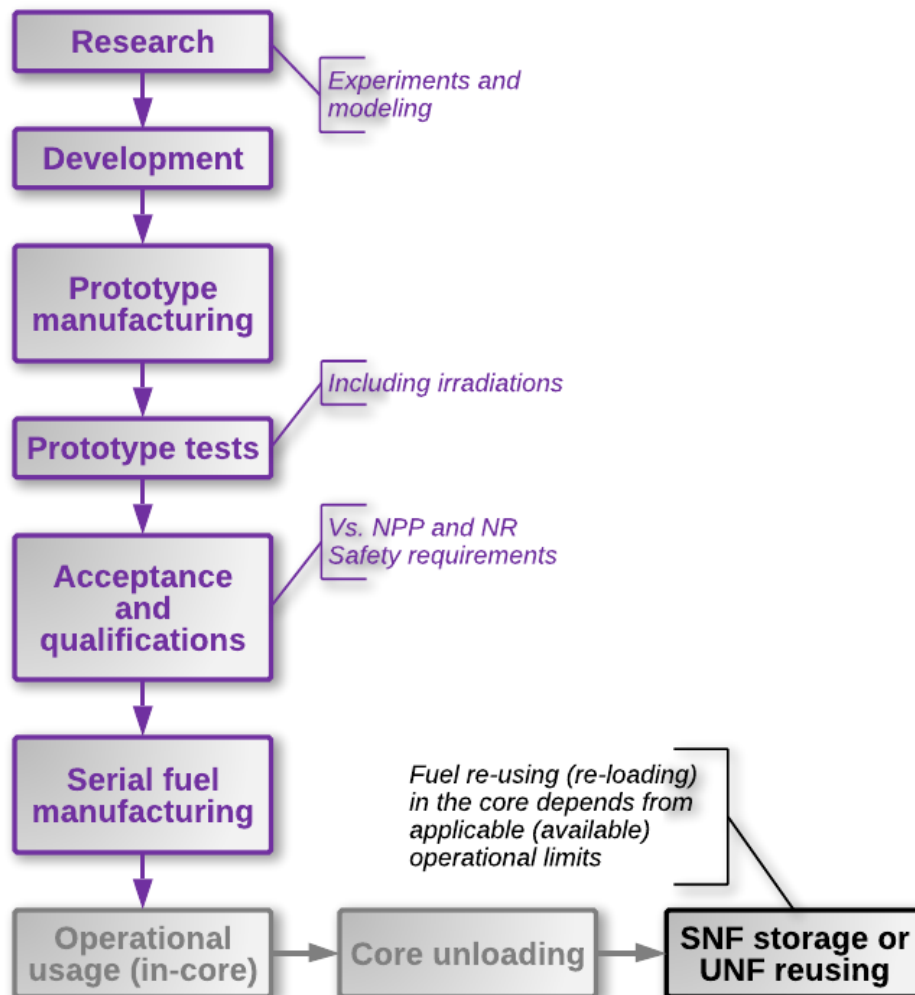 Research
Experiments and
modeling
Development
Prototype
manufacturing
Including irradiations
Prototype tests
Vs. NPP and NR
Safety requirements
Acceptance
and
qualifications
Serial fuel
manufacturing
Fuel re-using (re-loading)
in the core depends from
applicable (available)
operational limits
Operational
usage (in-core)
Core unloading
SNF storage or
UNF reusing